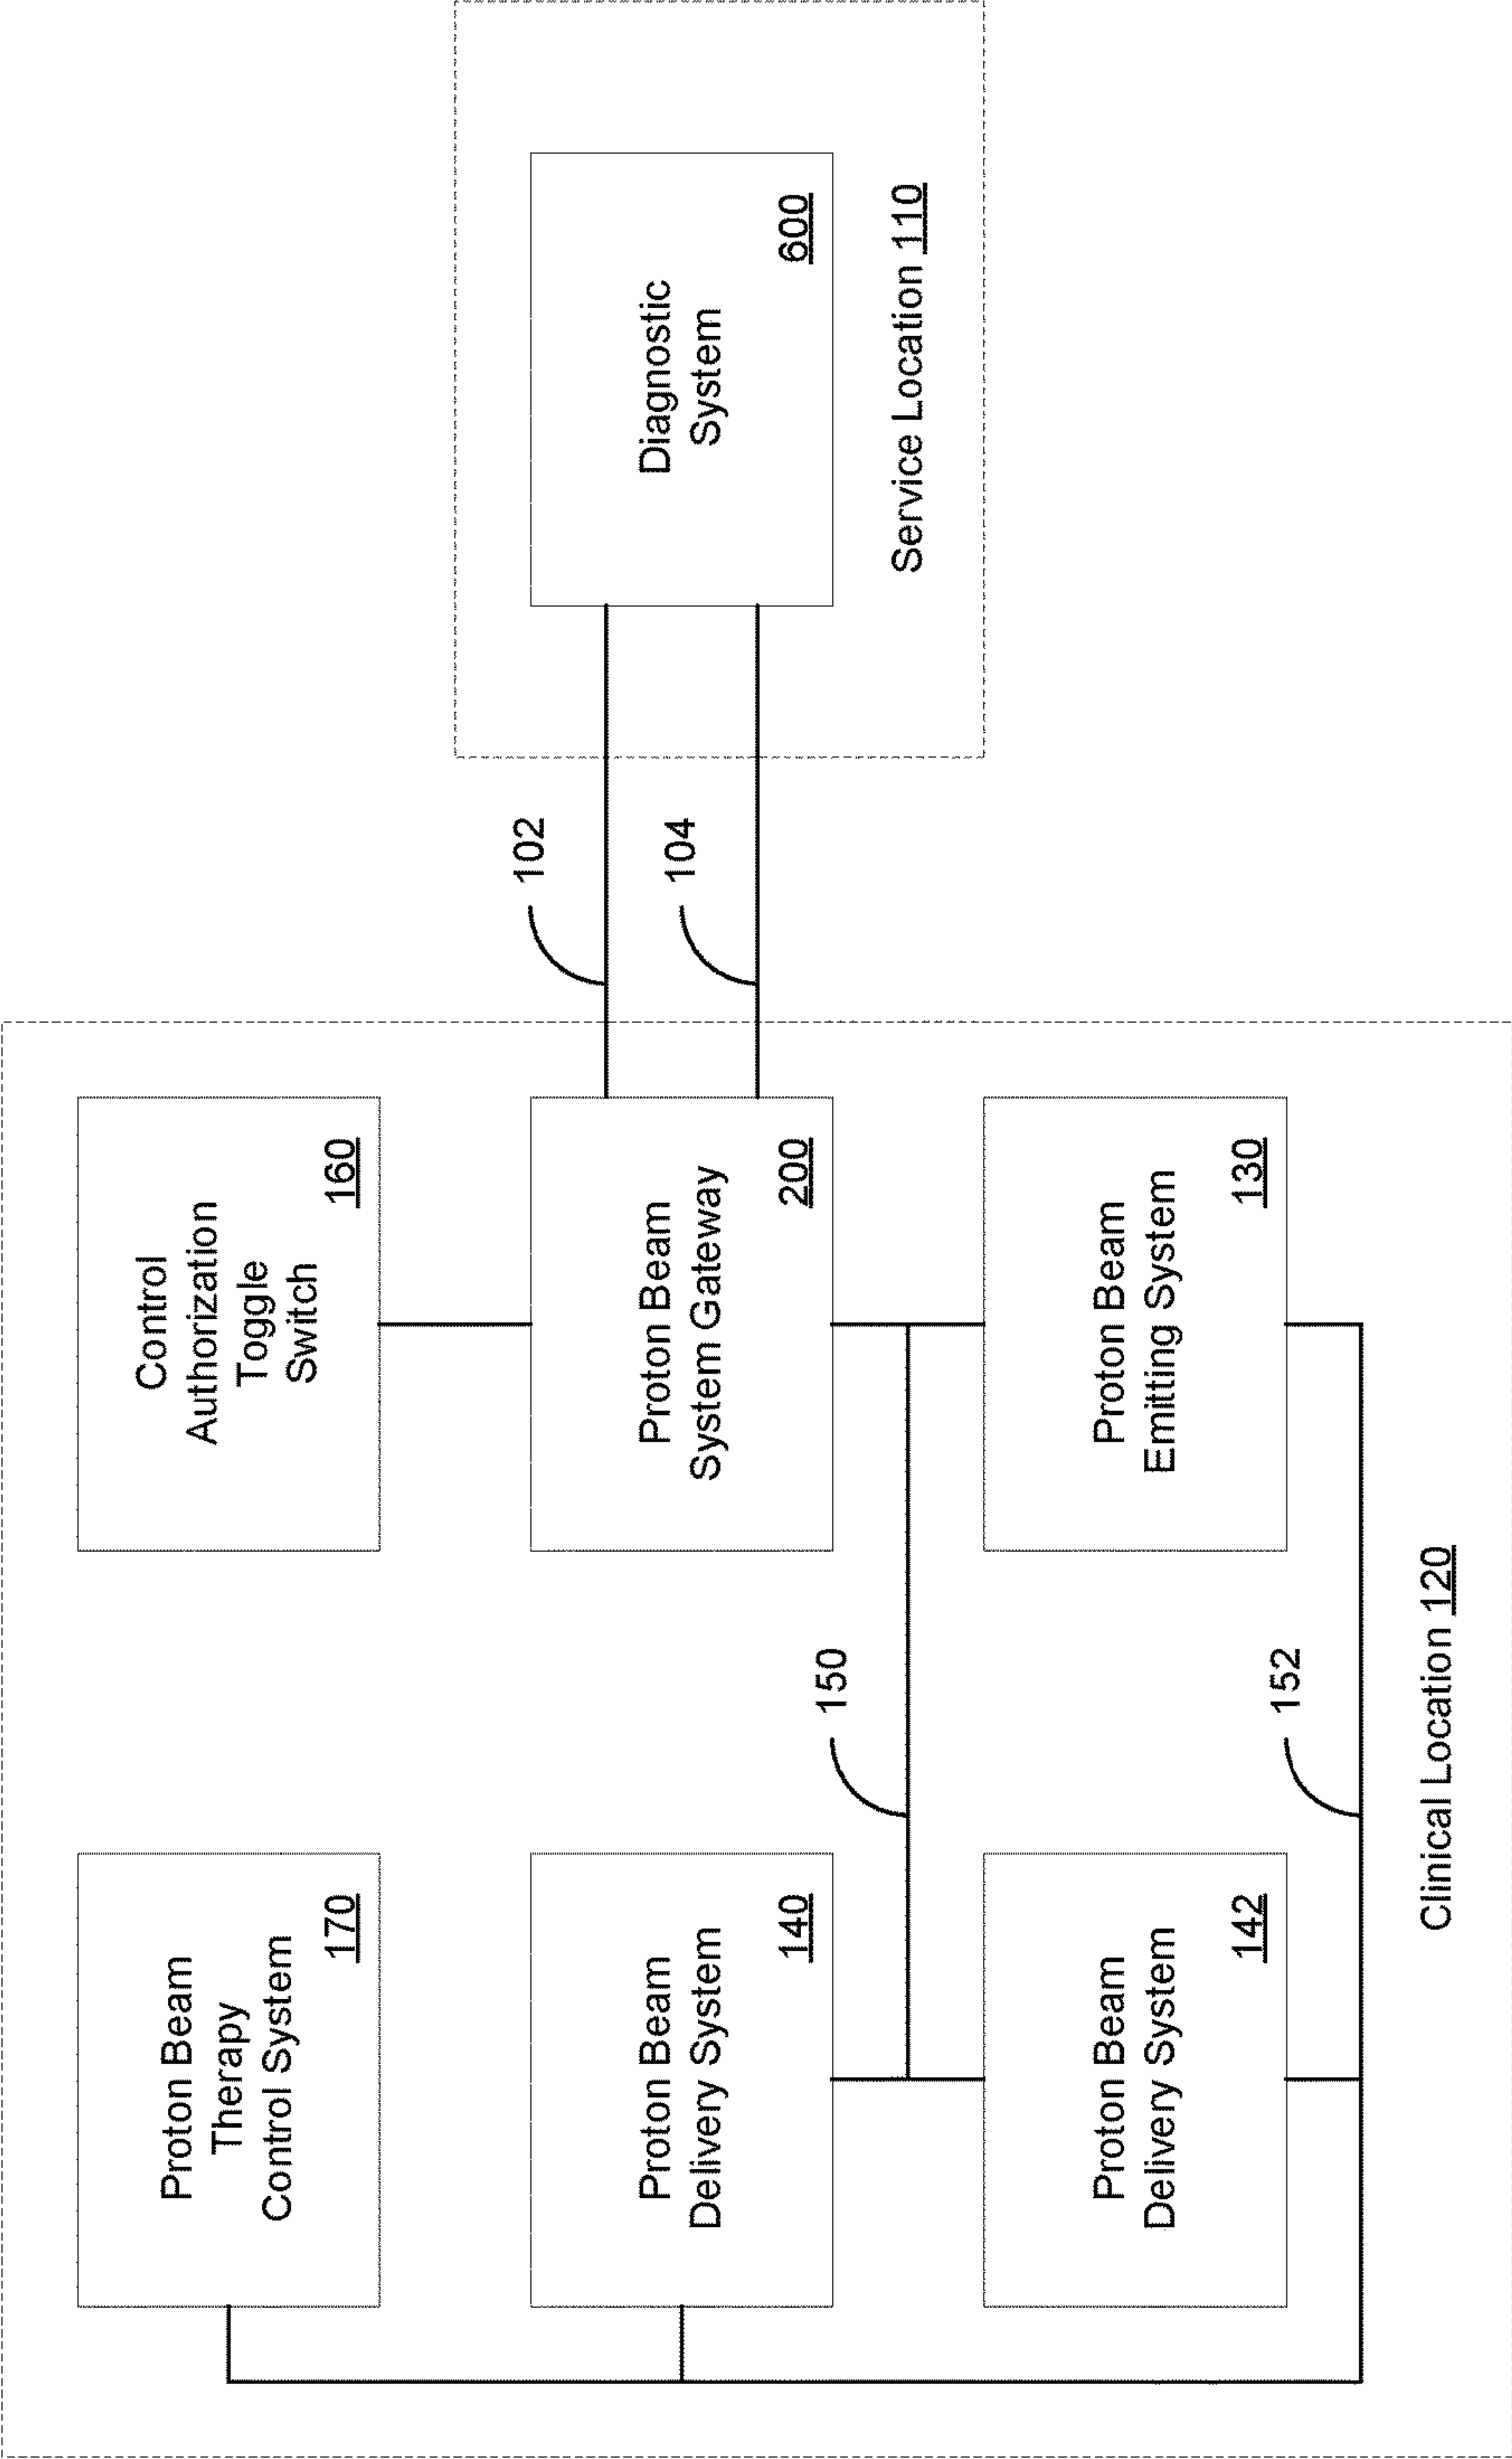 Proton Beam
Therapy
Control System
170
Control
Authorization
Toggle
Switch
160
Proton Beam
Delivery System
140
Proton Beam
System Gateway
200
102
104
Diagnostic
System
600
Service Location 110
150
Proton Beam
Delivery System
142
Proton Beam
Emitting System
130
152
Clinical Location 120